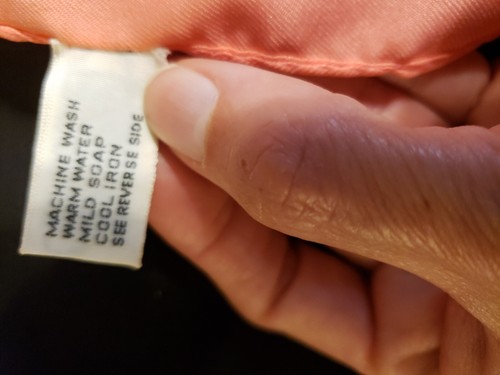 MACHINE WASH
WARM WATER
MILD SOAP
COOL IRON
SEE REVERSE SIDE